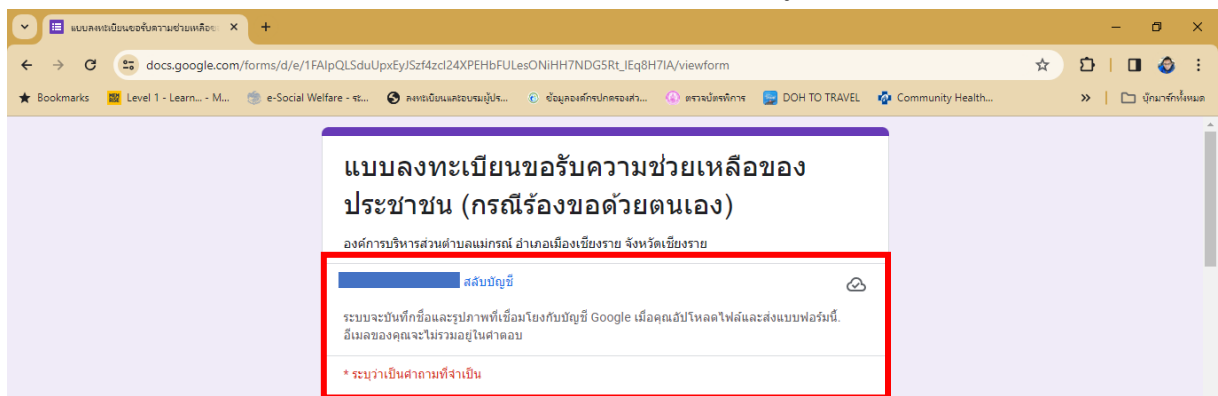 แบบลงทะเบียนขอรับความช่วยเหลือข
docs.google.com/forms/d/e/1FAIpQLSduUpxEyJSzf4zcl24XPEHbFULesONiHH7NDG5Rt_lEq8H7lA/viewform
Bookmarks Level 1 - Learn... - M... e-Social Welfare - ระ... ลงทะเบียนและอบรมผู้ประ... ข้อมูลองค์กรปกครองส่ว... ตรวจบัตรพิการ DOH TO TRAVEL Community Health... » บุ๊กมาร์กทั้งหมด
แบบลงทะเบียนขอรับความช่วยเหลือของ
ประชาชน (กรณีร้องขอด้วยตนเอง)
องค์การบริหารส่วนตำบลแม่กรณ์ อำเภอเมืองเชียงราย จังหวัดเชียงราย
สลับบัญชี
ระบบจะบันทึกชื่อและรูปภาพที่เชื่อมโยงกับบัญชี Google เมื่อคุณอัปโหลดไฟล์และส่งแบบฟอร์มนี้.
อีเมลของคุณจะไม่รวมอยู่ในคำตอบ
* ระบุว่าเป็นคำถามที่จำเป็น